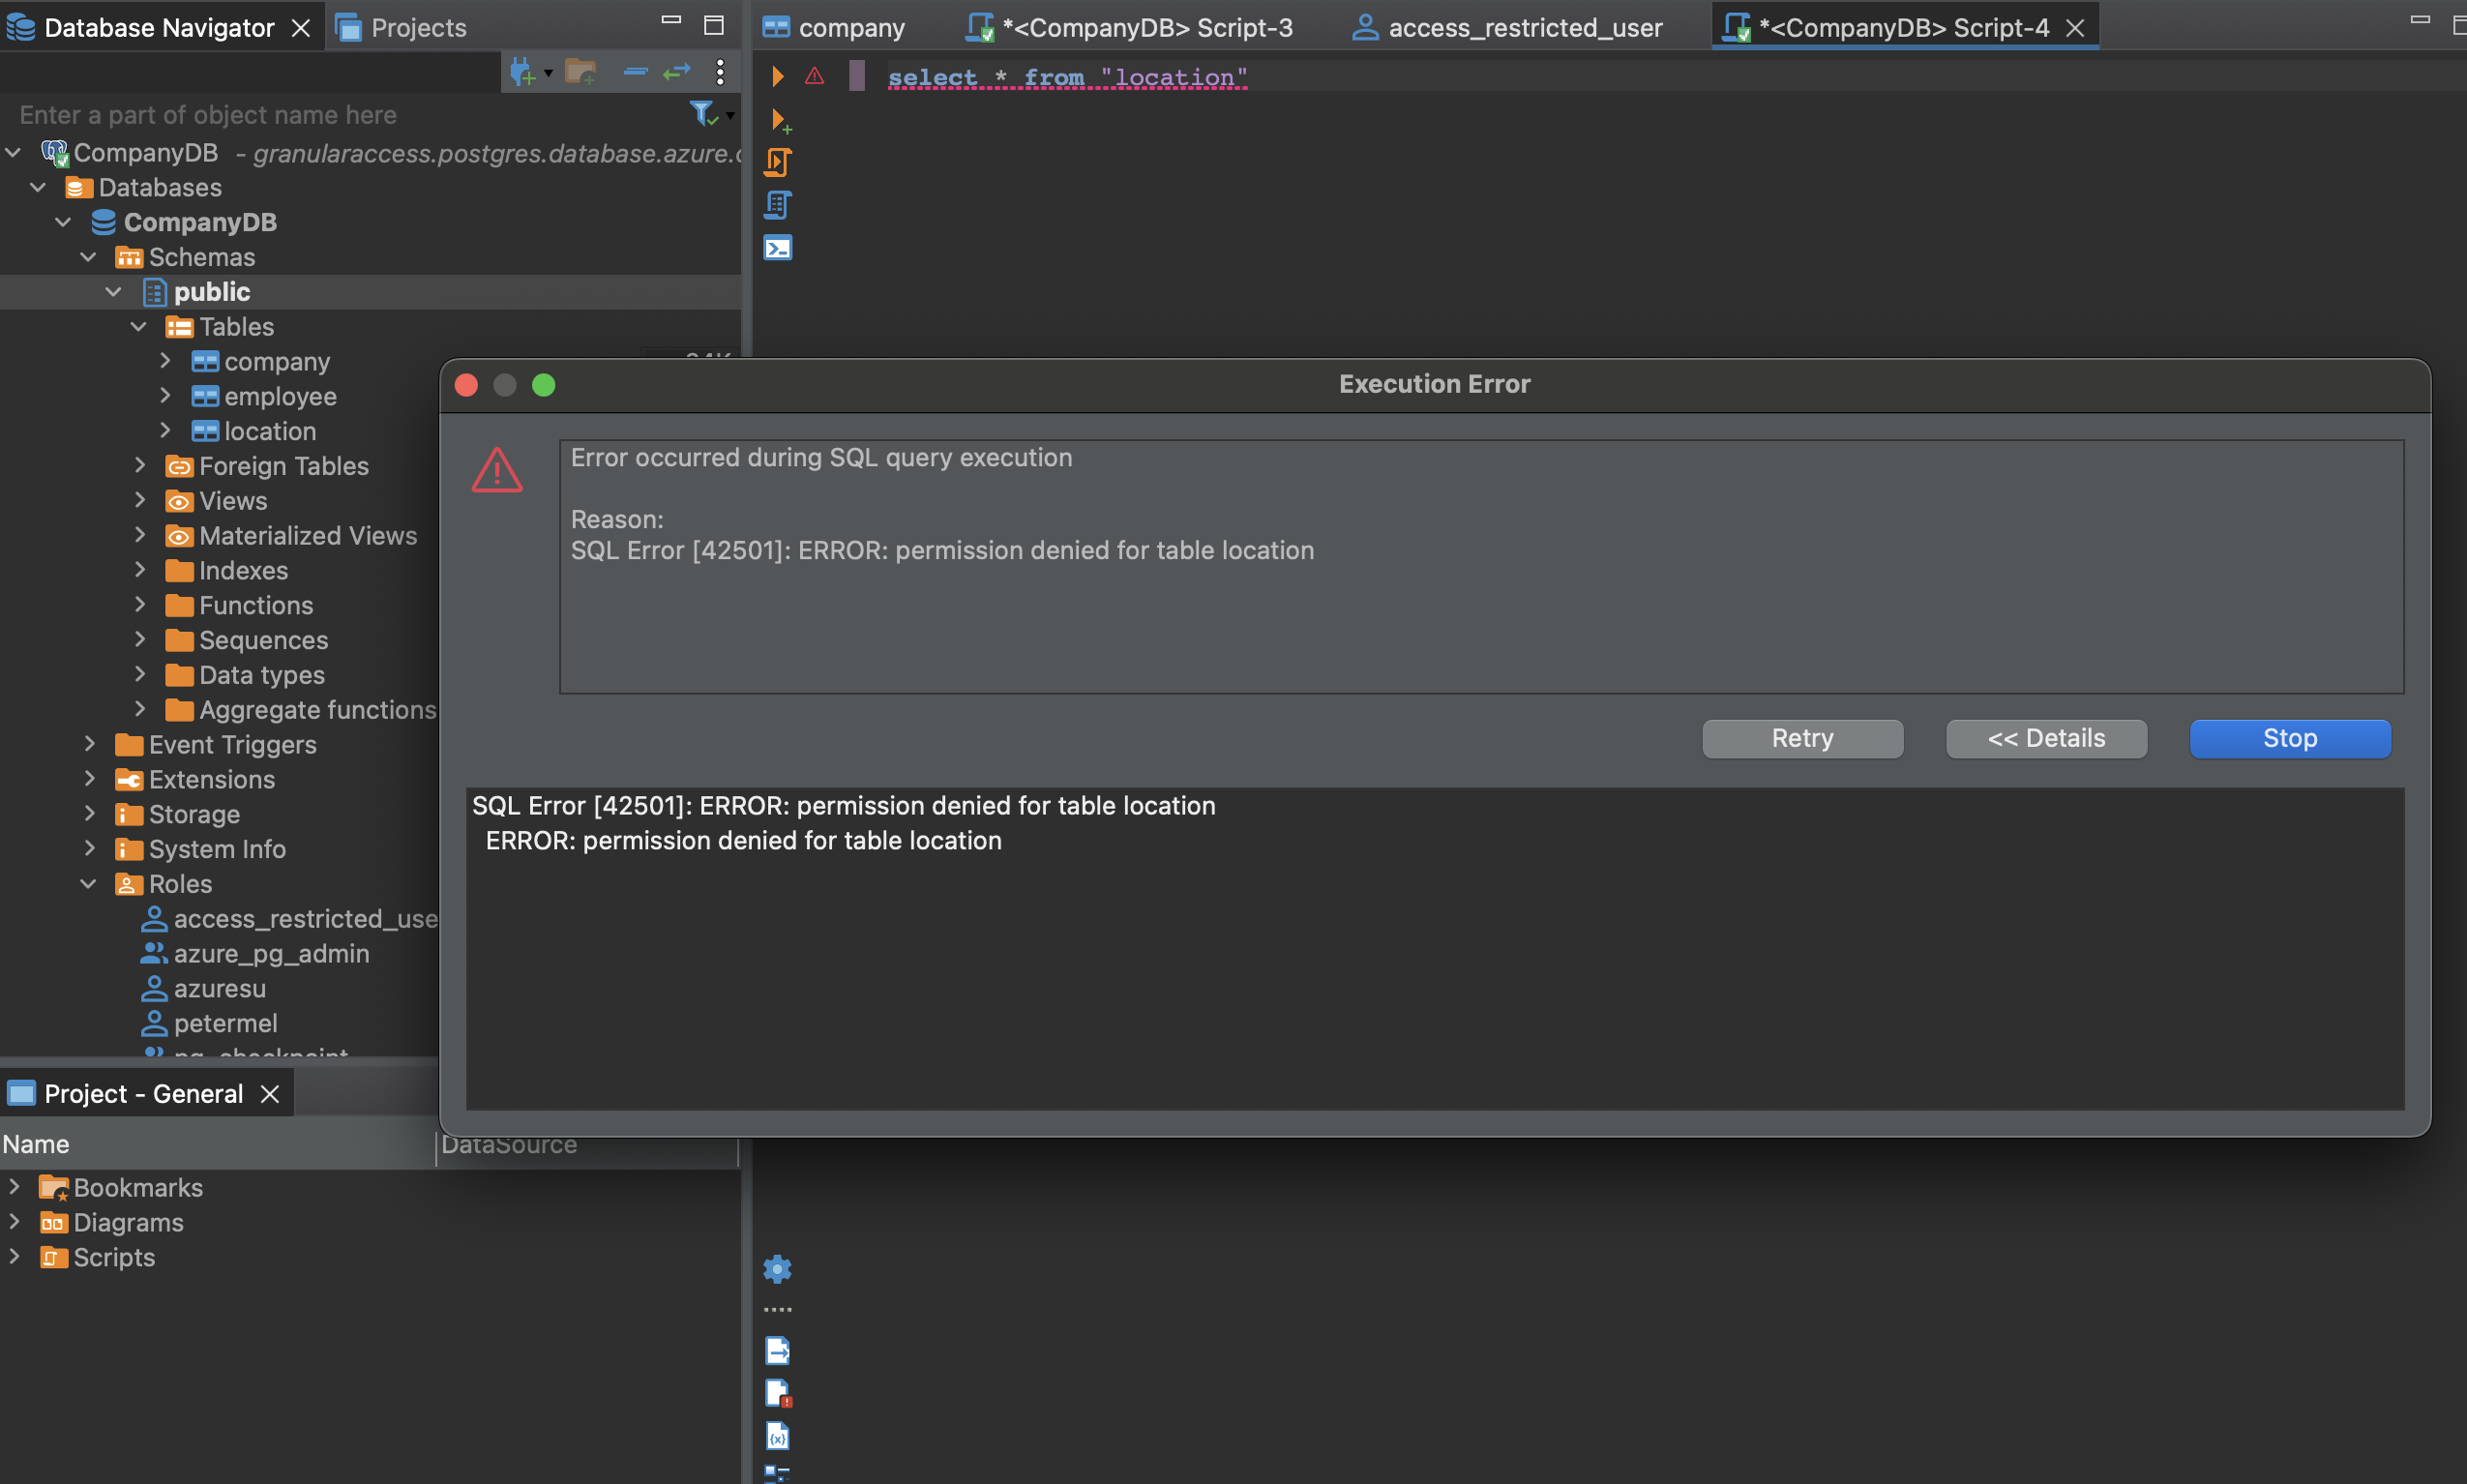 Database Navigator
Projects
Enter a part of object name here
CompanyDB - granularaccess.postgres.database.azure.c
Databases
CompanyDB
Schemas
public
Tables
company
employee
location
Foreign Tables
Views
Materialized Views
Indexes
Functions
Sequences
Data types
Aggregate functions
Event Triggers
Extensions
Storage
System Info
Roles
access_restricted_use
azure_pg_admin
azuresu
petermel
pg_checkpoint
Project - General
Name
DataSource
Bookmarks
Diagrams
Scripts
company
*<CompanyDB> Script-3
access_restricted_user
*<CompanyDB> Script-4
select * from "location"
Execution Error
Error occurred during SQL query execution
Reason:
SQL Error [42501]: ERROR: permission denied for table location
Retry
<< Details
Stop
SQL Error [42501]: ERROR: permission denied for table location
ERROR: permission denied for table location